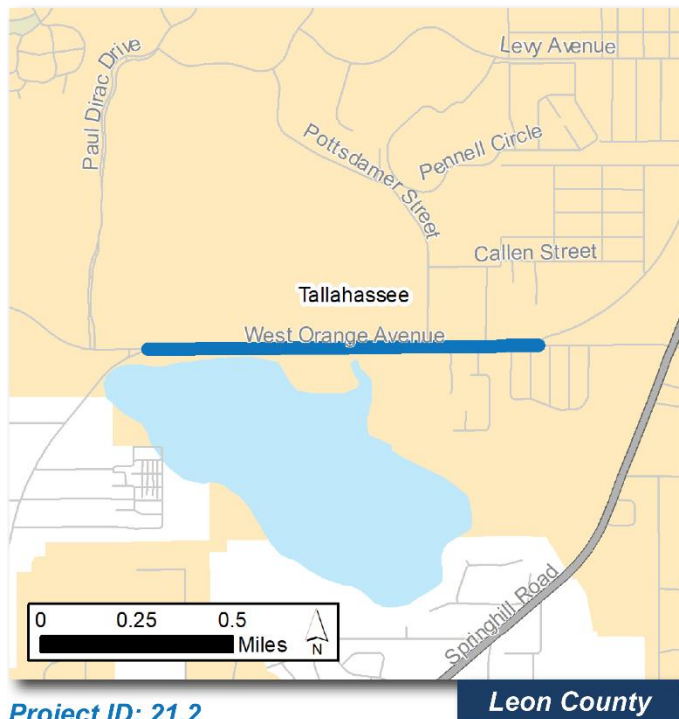 Levy Avenue
Paul Dirac Drive
Pennell Circle
Pottsdamer Street
Callen Street
Tallahassee
West Orange Avenue
Springhill Road
0 0.25 0.5
Miles
N
Project ID: 21.2
Leon County